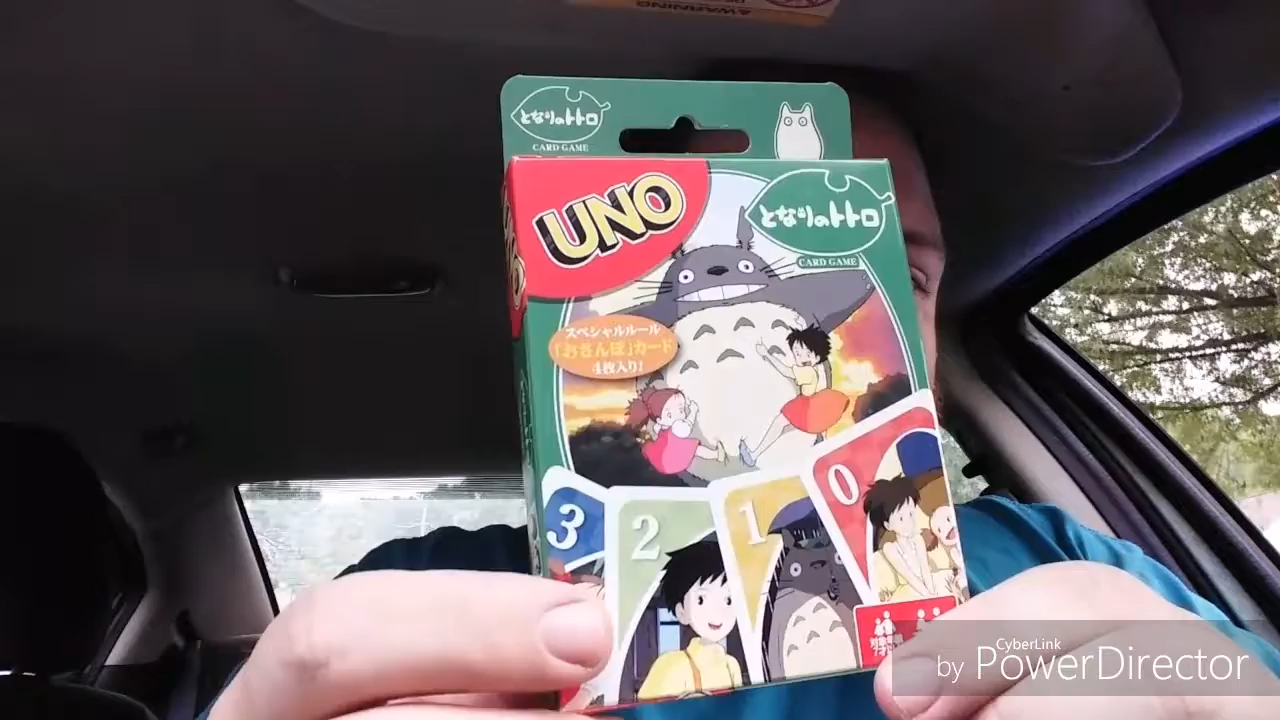 WARNING
となりのトトロ
CARD GAME
UNO
となりのトトロ
CARD GAME
スペシャルルール
「おさんぽ」カード
4枚入り!
3
2
1
0
UNO
CyberLink
by PowerDirector